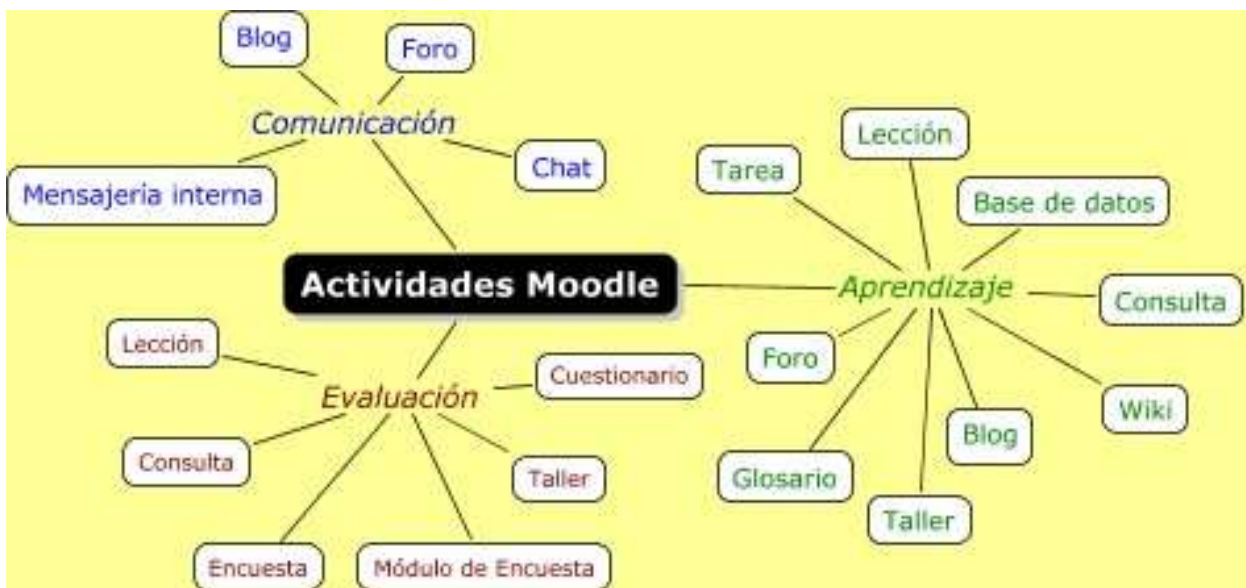 Blog
Foro
Comunicación
Mensajería interna
Chat
Actividades Moodle
Lección
Tarea
Base de datos
Aprendizaje
Consulta
Foro
Wiki
Blog
Glosario
Taller
Lección
Cuestionario
Evaluación
Consulta
Taller
Encuesta
Módulo de Encuesta